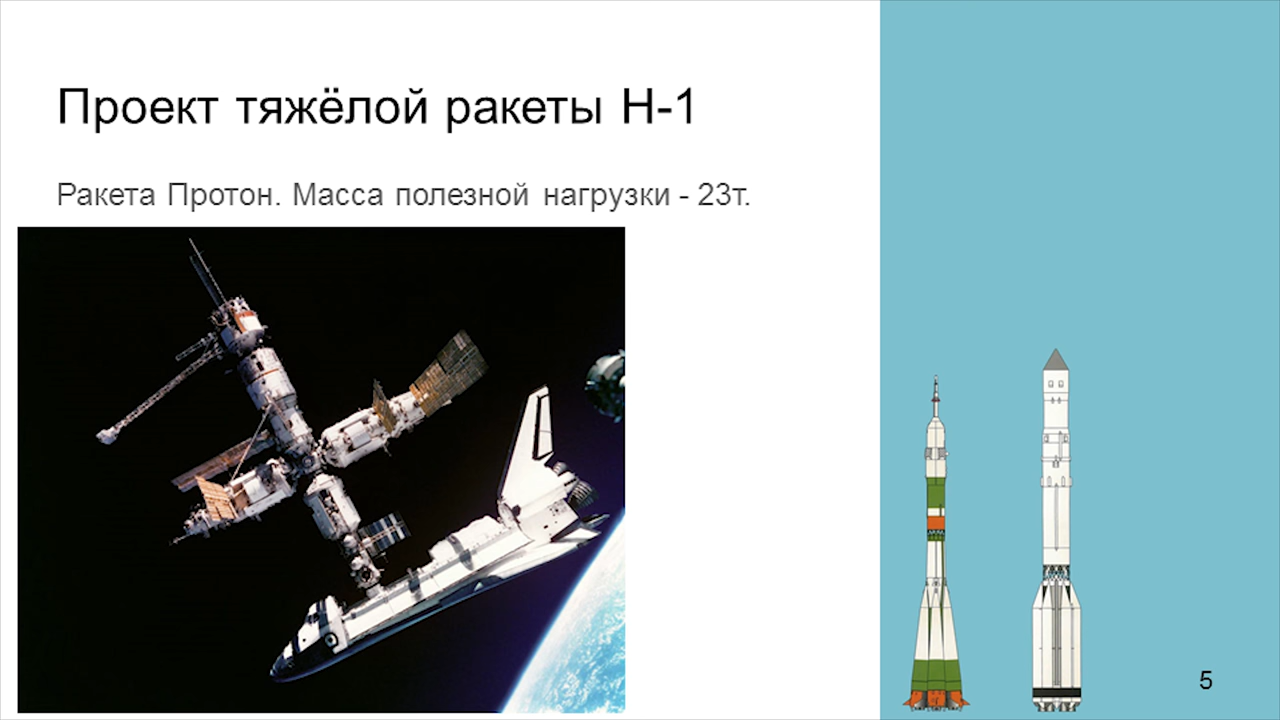 Проект тяжёлой ракеты Н-1
Ракета Протон. Масса полезной нагрузки - 23т.
5